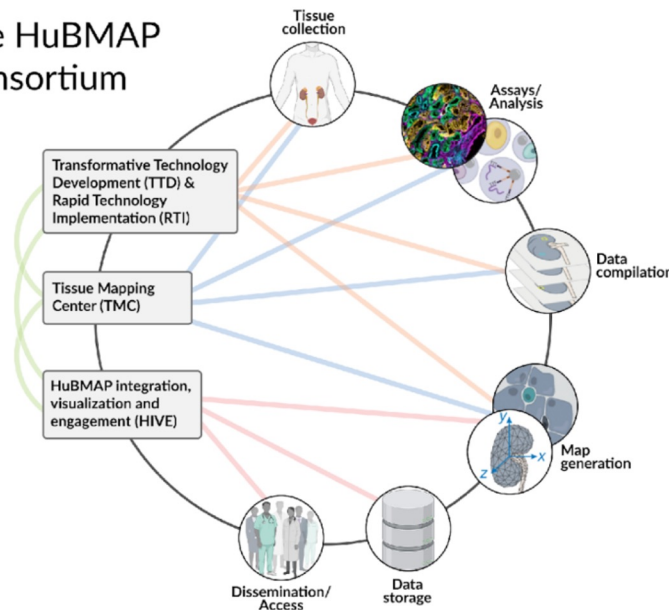 e HuBMAP
nsortium
Tissue
collection
Assays/
Analysis
Transformative Technology
Development (TTD) &
Rapid Technology
Implementation (RTI)
Data
compilation
Tissue Mapping
Center (TMC)
HuBMAP integration,
visualization and
engagement (HIVE)
y
x
z
Map
generation
Data
storage
Dissemination/
Access